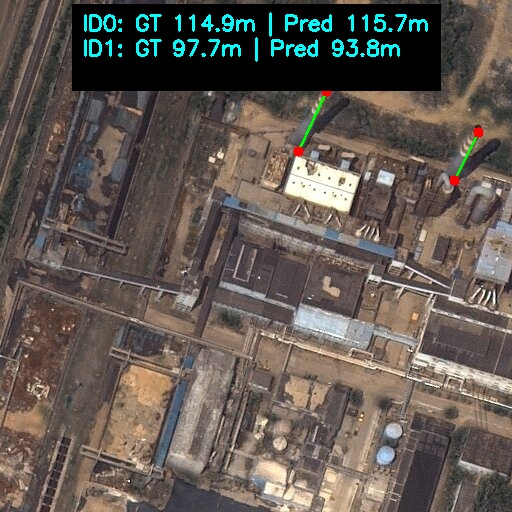 ID0: GT 114.9m | Pred 115.7m
ID1: GT 97.7m | Pred 93.8m